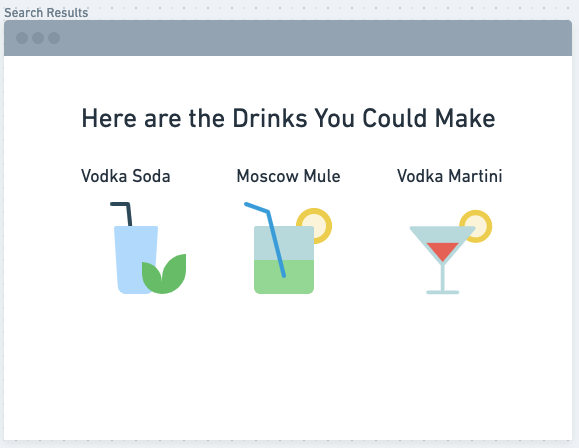 Search Results
Here are the Drinks You Could Make
Vodka Soda
Moscow Mule
Vodka Martini